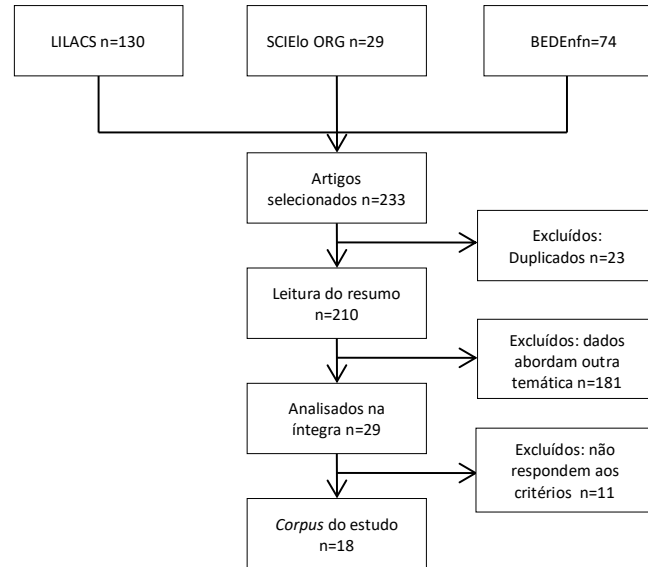 LILACS n=130
SCIElo ORG n=29
BEDEnfn=74
Artigos
selecionados n=233
Excluídos:
Duplicados n=23
Leitura do resumo
n=210
Excluídos: dados
abordam outra
temática n=181
Analisados na
íntegra n=29
Excluídos: não
respondem aos
critérios n=11
Corpus do estudo
n=18